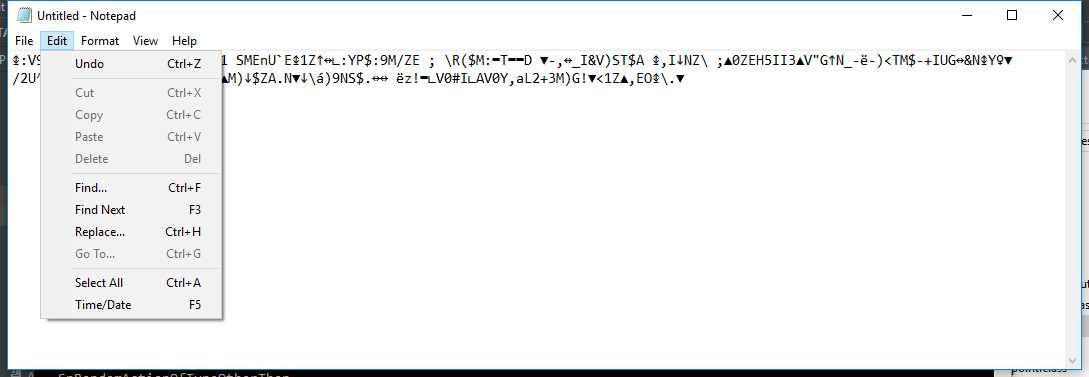 Untitled - Notepad
File Edit Format View Help
⇕:V9
1 SMEnU`E⇕1Z↑↔∟:YP$:9M/ZE ; \R($M:=T==D ▼-,↔_I&V)ST$A ⇕,I↓NZ\ ;▲0ZEH5II3▲V"G↑N_-ë-)<TM$-+IUG↔&N⇕Y♀▼
/2U^
▲M)↓$ZA.N▼↓\á)9NS$.↔↔ ëz!=∟V0#I∟AV0Y,aL2+3M)G!▼<1Z▲,EO⇕\.▼
Undo Ctrl+Z
Cut Ctrl+X
Copy Ctrl+C
Paste Ctrl+V
Delete Del
Find... Ctrl+F
Find Next F3
Replace... Ctrl+H
Go To... Ctrl+G
Select All Ctrl+A
Time/Date F5